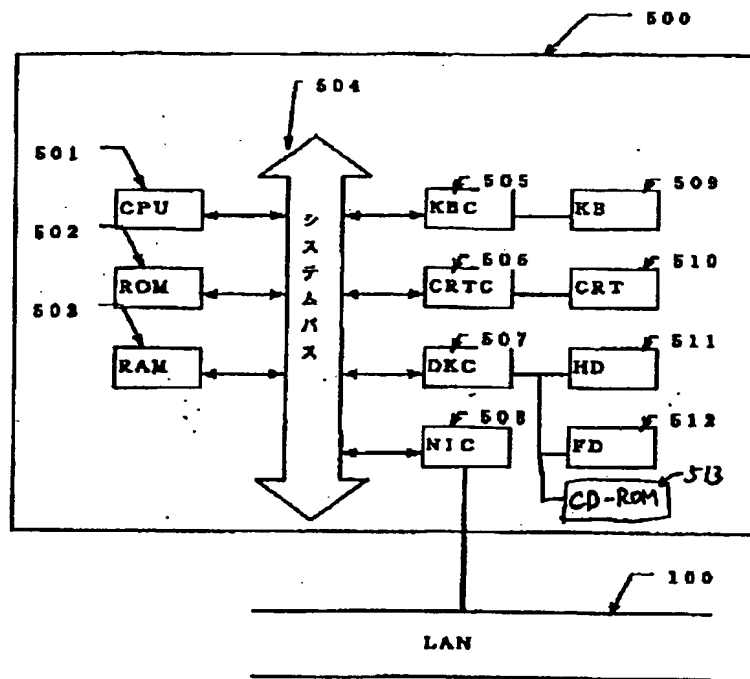 500
504
501
CPU
502
ROM
503
RAM
システムバス
505
KBC
509
KB
506
CRTC
510
CRT
507
DKC
511
HD
508
NIC
512
FD
513
CD-ROM
100
LAN